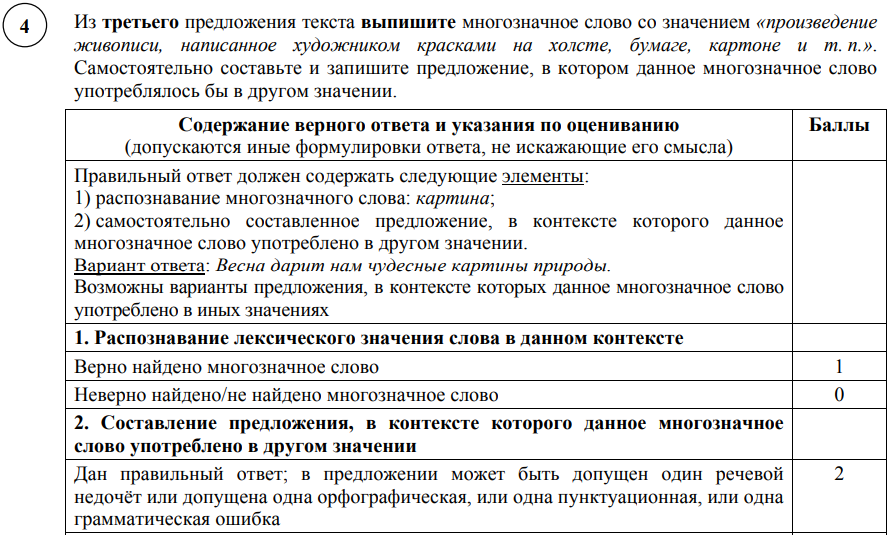 4
Из третьего предложения текста выпишите многозначное слово со значением «произведение
живописи, написанное художником красками на холсте, бумаге, картоне и т. п.».
Самостоятельно составьте и запишите предложение, в котором данное многозначное слово
употреблялось бы в другом значении.
Содержание верного ответа и указания по оцениванию
(допускаются иные формулировки ответа, не искажающие его смысла)
Баллы
Правильный ответ должен содержать следующие элементы:
1) распознавание многозначного слова: картина;
2) самостоятельно составленное предложение, в контексте которого данное
многозначное слово употреблено в другом значении.
Вариант ответа: Весна дарит нам чудесные картины природы.
Возможны варианты предложения, в контексте которых данное многозначное слово
употреблено в иных значениях
1. Распознавание лексического значения слова в данном контексте
Верно найдено многозначное слово 1
Неверно найдено/не найдено многозначное слово 0
2. Составление предложения, в контексте которого данное многозначное
слово употреблено в другом значении
Дан правильный ответ; в предложении может быть допущен один речевой 2
недочёт или допущена одна орфографическая, или одна пунктуационная, или одна
грамматическая ошибка